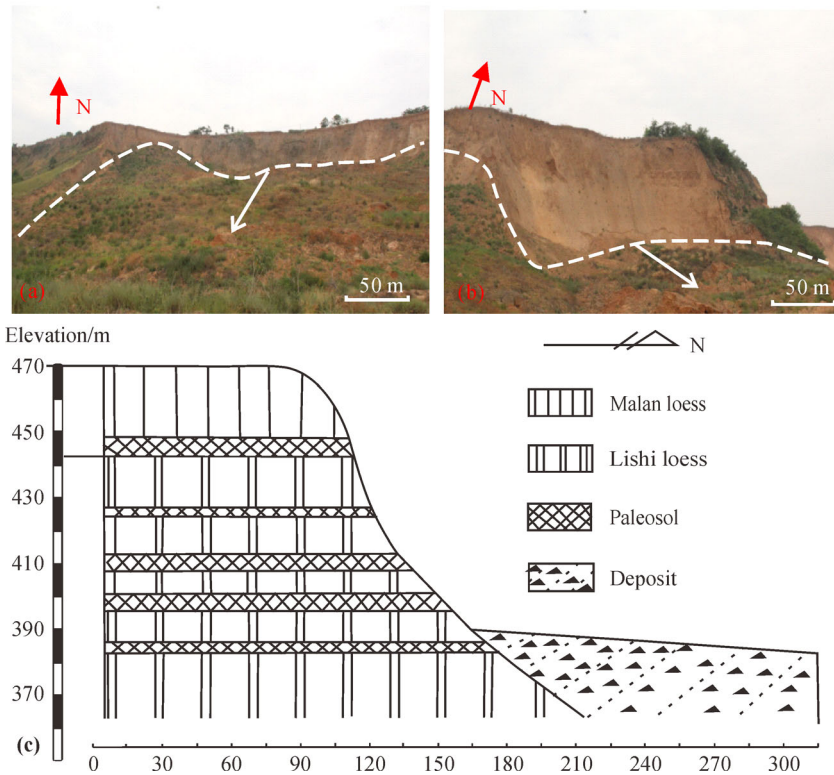 N
(a)
50 m
N
(b)
50 m
Elevation/m
470
450
430
410
390
370
N
Malan loess
Lishi loess
Paleosol
Deposit
(c)
0 30 60 90 120 150 180 210 240 270 300